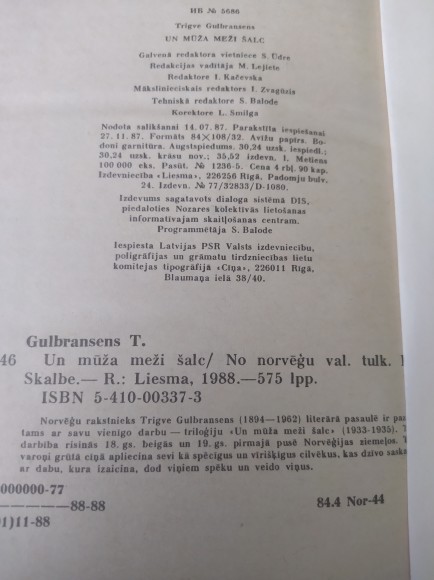 НБ № 5686
Trigve Gulbransens
UN MŪŽA MEŽI ŠALC
Galvenā redaktora vietniece S. Ūdre
Redakcijas vadītāja M. Lejiete
Redaktore I. Kačevska
Mākslinieciskais redaktors I. Zvagūzis
Tehniskā redaktore S. Balode
Korektore L. Smilga
Nodota salikšanai 14. 07. 87. Parakstīta iespiešanai
27. 11. 87. Formāts 84×108/32. Avīžu papīrs. Bo-
doni garnitūra. Augstspiedums. 30,24 uzsk. iespiedl.;
30,24 uzsk. krāsu nov.; 35,52 izdevn. l. Metiens
100 000 eks. Pasūt. № 1236-5. Cena 4 rbļ. 90 kap.
Izdevniecība «Liesma», 226256 Rīgā, Padomju bulv.
24. Izdevn. № 77/32833/D-1080.
Izdevums sagatavots dialoga sistēmā DIS,
piedaloties Nozares kolektīvās lietošanas
informatīvajam skaitļošanas centram.
Programmētāja S. Balode
Iespiesta Latvijas PSR Valsts izdevniecību,
poligrāfijas un grāmatu tirdzniecības lietu
komitejas tipogrāfijā «Cīņa», 226011 Rīgā,
Blaumaņa ielā 38/40.
Gulbransens T.
46 Un mūža meži šalc/ No norvēģu val. tulk.
Skalbe.— R.: Liesma, 1988.—575 lpp.
ISBN 5-410-00337-3
Norvēģu rakstnieks Trigve Gulbransens (1894—1962) literārā pasaulē ir pa
tams ar savu vienīgo darbu — triloģiju «Un mūža meži šalc» (1933-1935).
darbība risinās 18. gs. beigās un 19. gs. pirmajā pusē Norvēģijas ziemeļos.
varoņi grūtā cīņā apliecina sevi kā spēcīgus un vīrišķīgus cilvēkus, kas dzīvo saska
ar dabu, kura izaicina, dod viņiem spēku un veido viņus.
000000-77
88-88
01)11-88
84.4 Nor-44